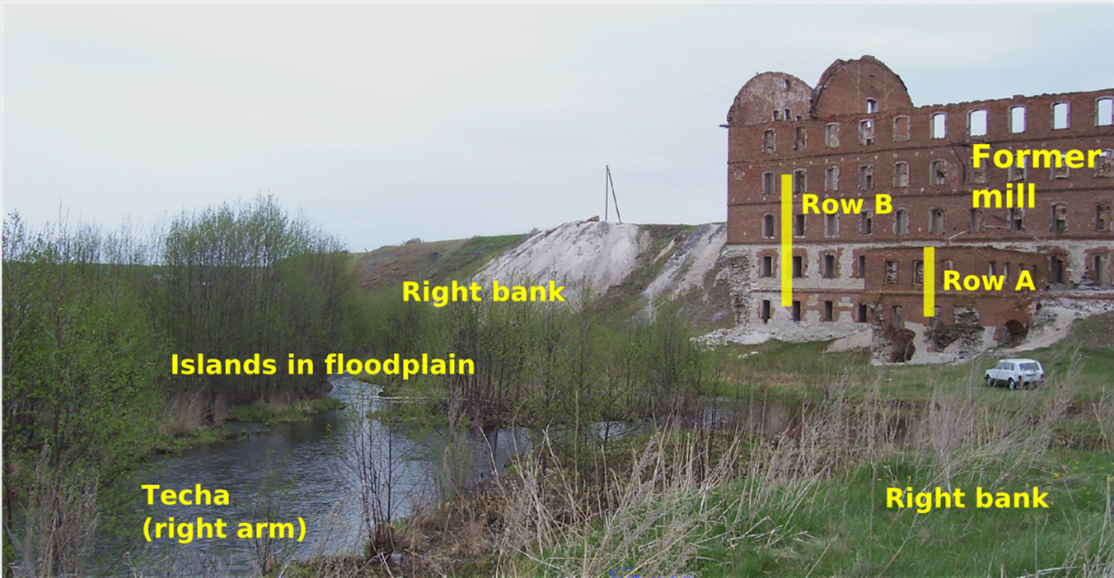 Former
mill
Row B
Row A
Right bank
Islands in floodplain
Techa
(right arm)
Right bank